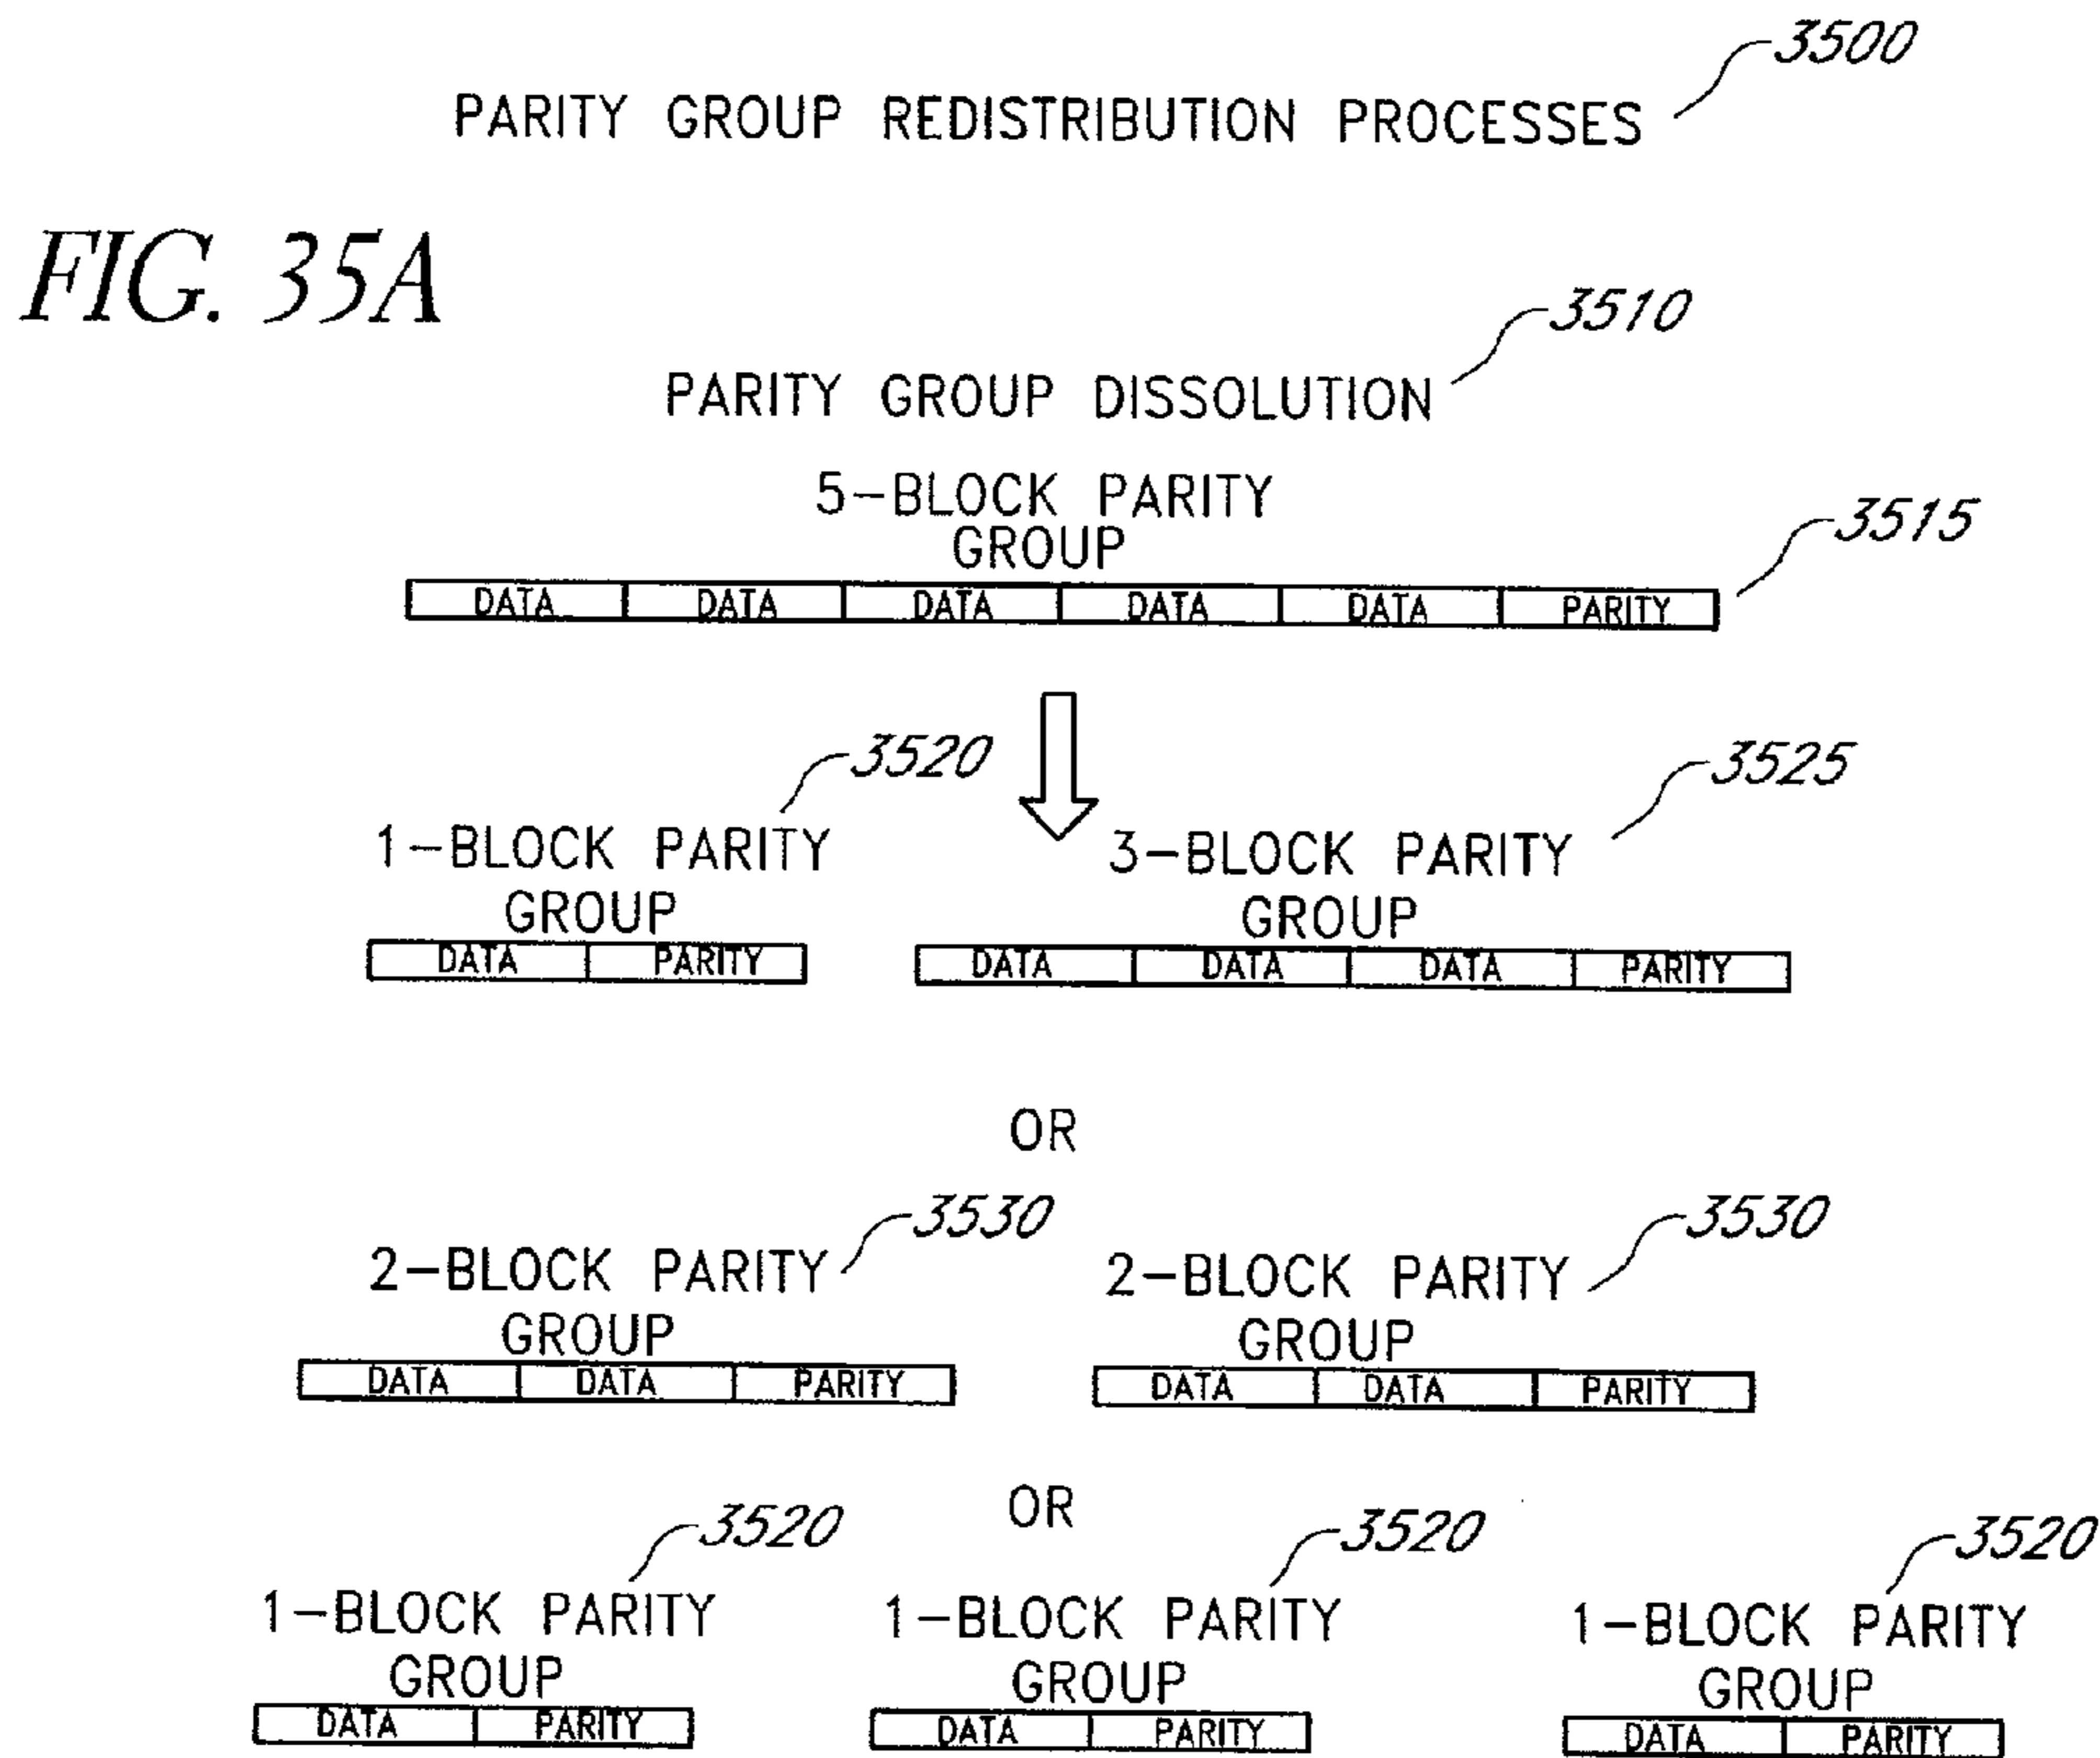 3500
PARITY GROUP REDISTRIBUTION PROCESSES
FIG. 35A
3510
PARITY GROUP DISSOLUTION
5-BLOCK PARITY
GROUP
3515
DATA DATA DATA DATA DATA PARITY
3520 3525
1-BLOCK PARITY 3-BLOCK PARITY
GROUP GROUP
DATA PARITY DATA DATA DATA PARITY
OR
3530 3530
2-BLOCK PARITY 2-BLOCK PARITY
GROUP GROUP
DATA DATA PARITY DATA DATA PARITY
OR
3520 3520 3520
1-BLOCK PARITY 1-BLOCK PARITY 1-BLOCK PARITY
GROUP GROUP GROUP
DATA PARITY DATA PARITY DATA PARITY